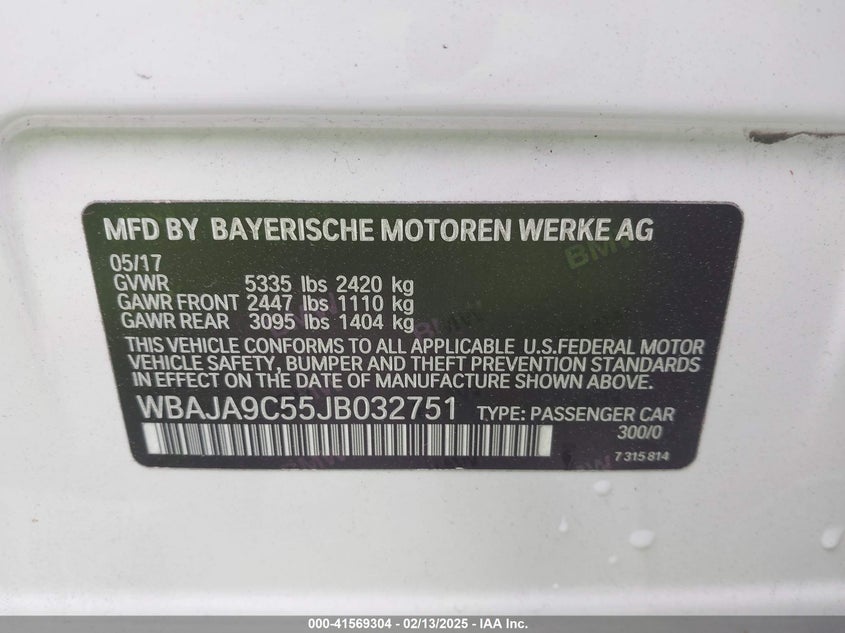 MFD BY BAYERISCHE MOTOREN WERKE AG
05/17
GVWR 5335 lbs 2420 kg
GAWR FRONT 2447 lbs 1110 kg
GAWR REAR 3095 lbs 1404 kg
THIS VEHICLE CONFORMS TO ALL APPLICABLE U.S.FEDERAL MOTOR
VEHICLE SAFETY, BUMPER AND THEFT PREVENTION STANDARDS
IN EFFECT ON THE DATE OF MANUFACTURE SHOWN ABOVE.
WBAJA9C55JB032751 TYPE: PASSENGER CAR
300/0
7 315 814
000-41569304 - 02/13/2025 - IAA Inc.